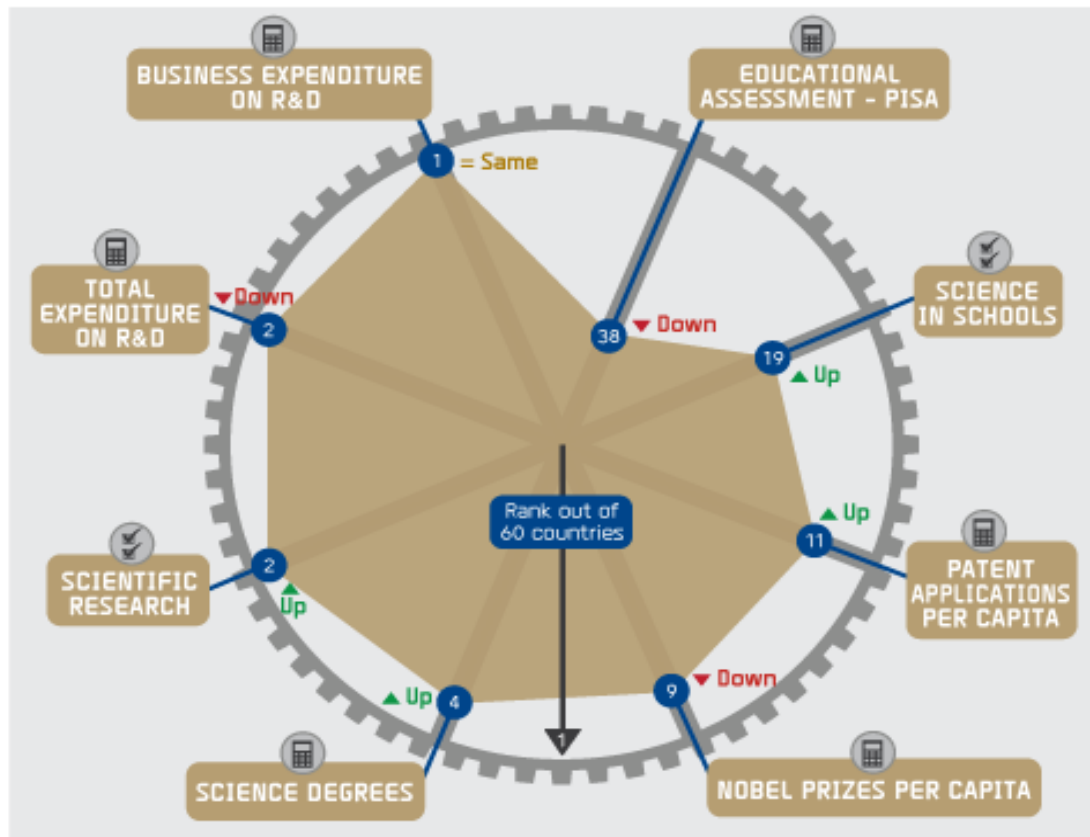 BUSINESS EXPENDITURE
ON R&D
EDUCATIONAL
ASSESSMENT - PISA
1
= Same
TOTAL
EXPENDITURE
ON R&D
▼Down
2
38
▼Down
SCIENCE
IN SCHOOLS
19
▲Up
Rank out of
60 countries
1
▲Up
11
PATENT
APPLICATIONS
PER CAPITA
SCIENTIFIC
RESEARCH
2
▲
Up
▲Up
4
SCIENCE DEGREES
9
▼Down
NOBEL PRIZES PER CAPITA